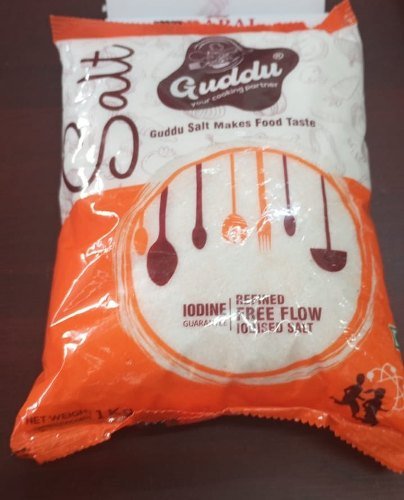 Salt
Guddu®
your cooking partner
Guddu Salt Makes Food Taste
IODINE
GUARANTEE
REFINED
FREE FLOW
IODISED SALT
NET WEIGHT 1 KG